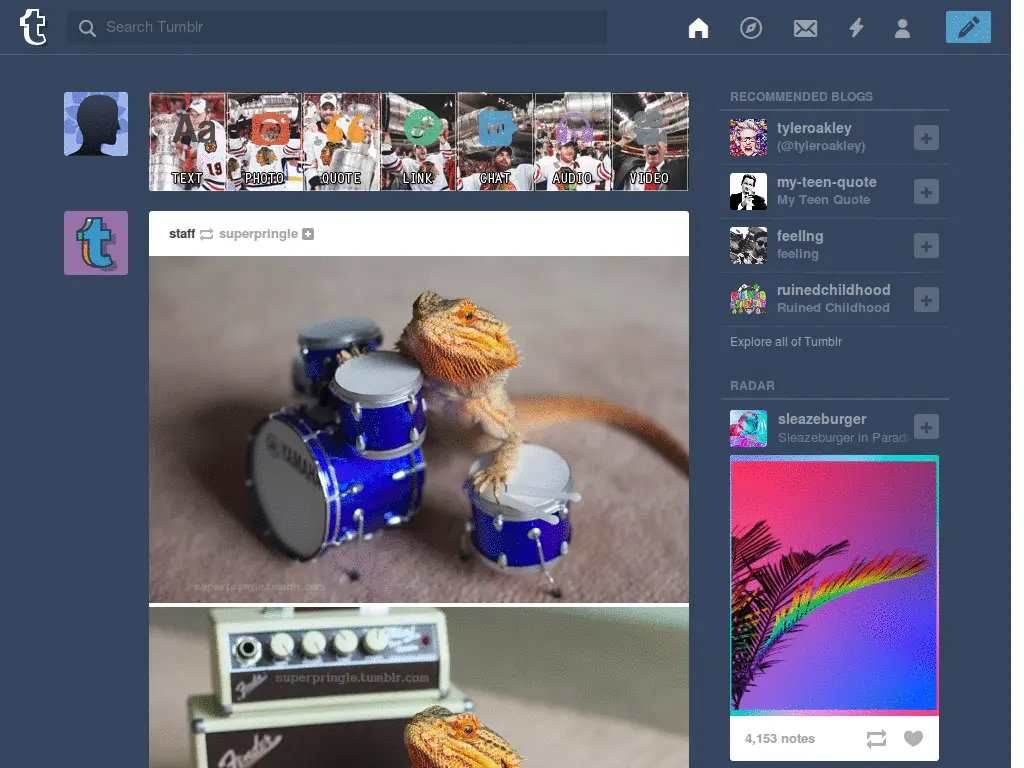 t
Search Tumblr
TEXT
PHOTO
QUOTE
LINK
CHAT
AUDIO
VIDEO
Aa
staff superpringle
YAMAHA
superpringle.tumblr.com
superpringle.tumblr.com
Fender
Fender
RECOMMENDED BLOGS
tyleroakley
(@tyleroakley)
my-teen-quote
My Teen Quote
feelIng
feeling
ruinedchildhood
Ruined Childhood
Explore all of Tumblr
RADAR
sleazeburger
Sleazeburger in Parad
4,153 notes